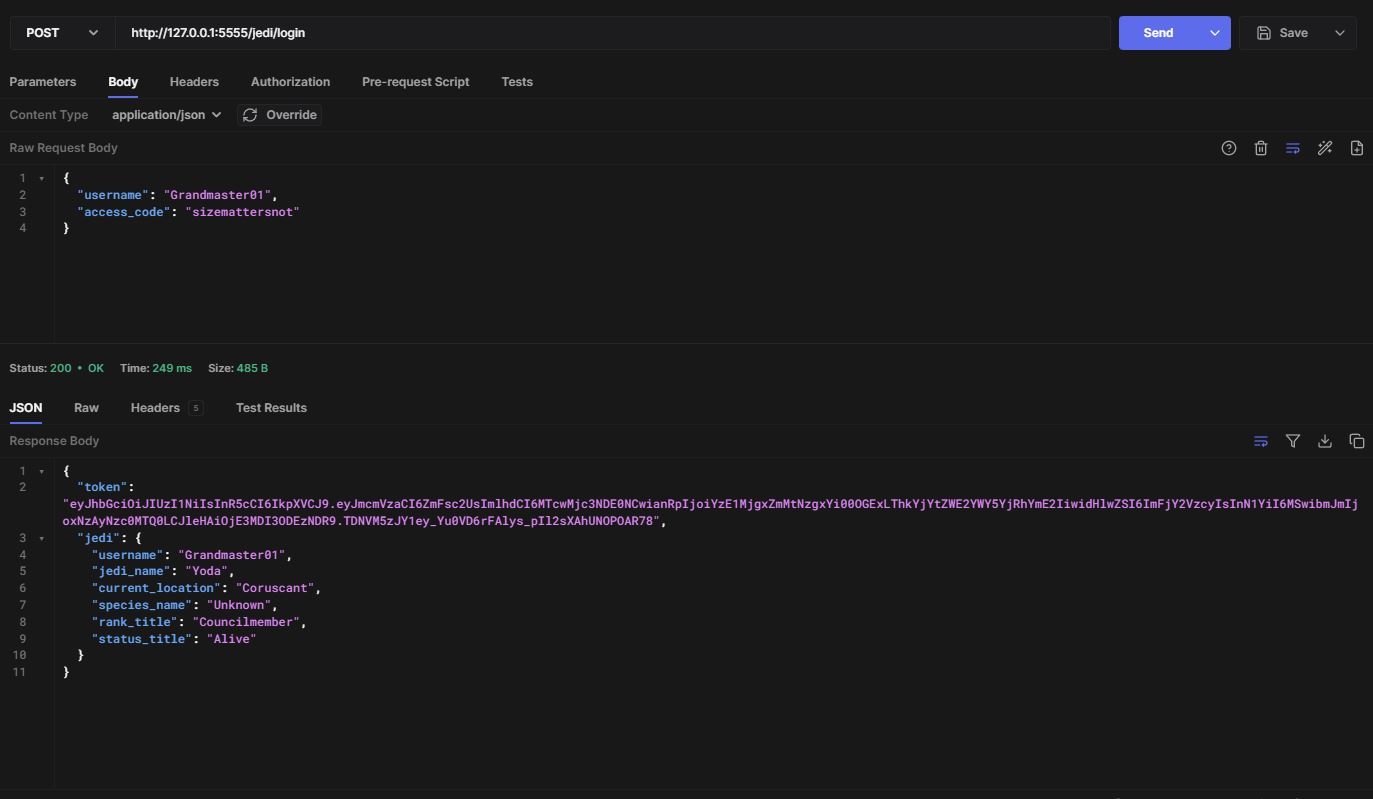 POST
http://127.0.0.1:5555/jedi/login
Send
Save
Parameters Body Headers Authorization Pre-request Script Tests
Content Type application/json Override
Raw Request Body
1 {
2 "username": "Grandmaster01",
3 "access_code": "sizemattersnot"
4 }
Status: 200 • OK Time: 249 ms Size: 485 B
JSON Raw Headers 5 Test Results
Response Body
1 {
2 "token":
"eyJhbGciOiJIUzI1NiIsInR5cCI6IkpXVCJ9.eyJmcmVzaCI6ZmFsc2UsImlhdCI6MTcwMjc3NDE0NCwianRpIjoiYzE1MjgxZmMtNzgxYi00OGExLThkYjYtZWE2YWY5YjRhYmE2IiwidHlwZSI6ImFjY2VzcyIsInN1YiI6MSwibmJmIj
oxNzAyNzc0MTQ0LCJleHAiOjE3MDI3ODEzNDR9.TDNVM5zJY1ey_Yu0VD6rFAlys_pIl2sXAhUNOPOAR78",
3 "jedi": {
4 "username": "Grandmaster01",
5 "jedi_name": "Yoda",
6 "current_location": "Coruscant",
7 "species_name": "Unknown",
8 "rank_title": "Councilmember",
9 "status_title": "Alive"
10 }
11 }